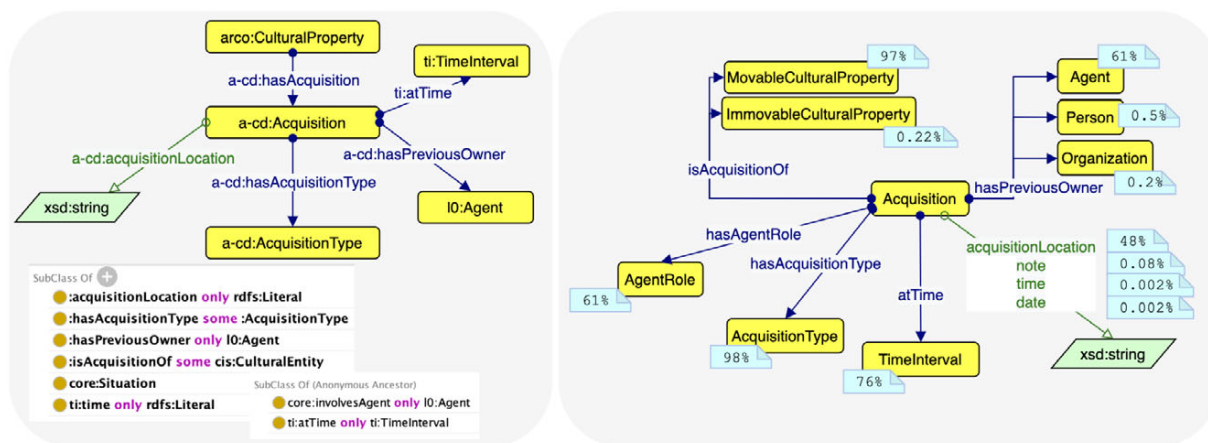 arco:CulturalProperty
ti:TimeInterval
a-cd:hasAcquisition
ti:atTime
a-cd:Acquisition
a-cd:acquisitionLocation
a-cd:hasPreviousOwner
a-cd:hasAcquisitionType
xsd:string
l0:Agent
a-cd:AcquisitionType
SubClass Of
:acquisitionLocation only rdfs:Literal
:hasAcquisitionType some :AcquisitionType
:hasPreviousOwner only l0:Agent
:isAcquisitionOf some cis:CulturalEntity
core:Situation
ti:time only rdfs:Literal
SubClass Of (Anonymous Ancestor)
core:involvesAgent only l0:Agent
ti:atTime only ti:TimeInterval
97%
MovableCulturalProperty
ImmovableCulturalProperty
0.22%
isAcquisitionOf
61%
Agent
Person
0.5%
Organization
0.2%
hasPreviousOwner
Acquisition
hasAgentRole
hasAcquisitionType
AgentRole
61%
atTime
AcquisitionType
98%
TimeInterval
76%
acquisitionLocation
note
time
date
48%
0.08%
0.002%
0.002%
xsd:string